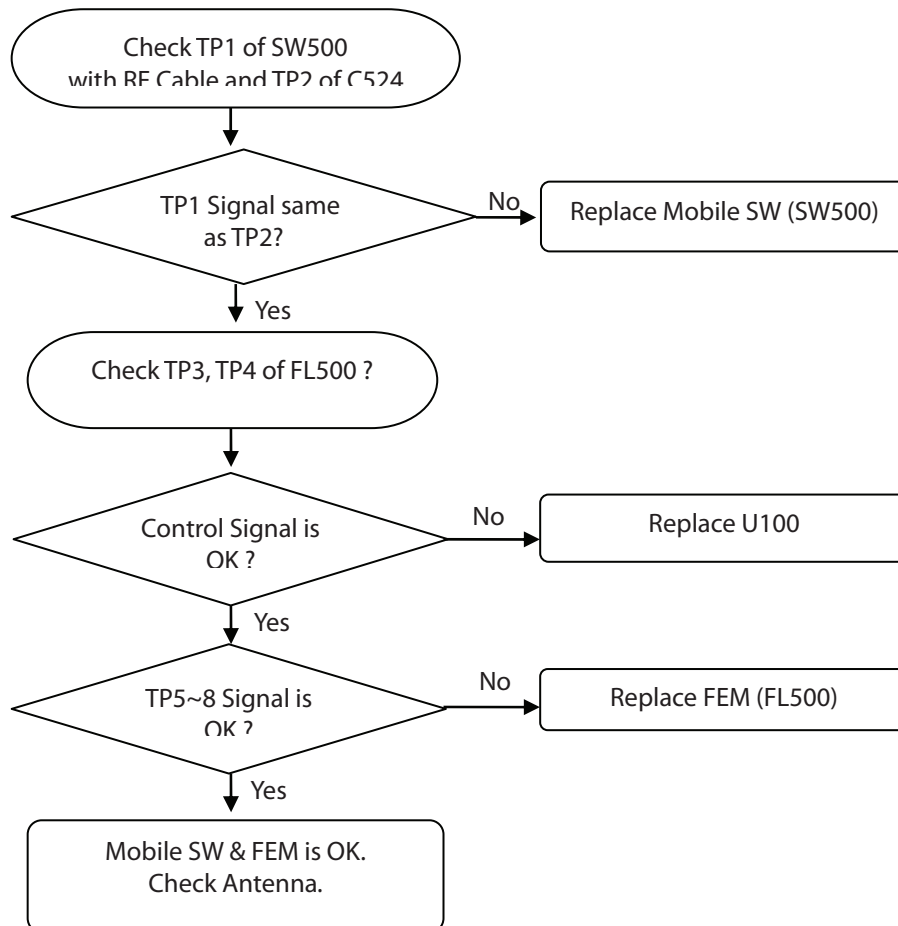 Check TP1 of SW500
with RF Cable and TP2 of C524
TP1 Signal same
as TP2?
No
Replace Mobile SW (SW500)
Yes
Check TP3, TP4 of FL500 ?
Control Signal is
OK ?
No
Replace U100
Yes
TP5~8 Signal is
OK ?
No
Replace FEM (FL500)
Yes
Mobile SW & FEM is OK.
Check Antenna.